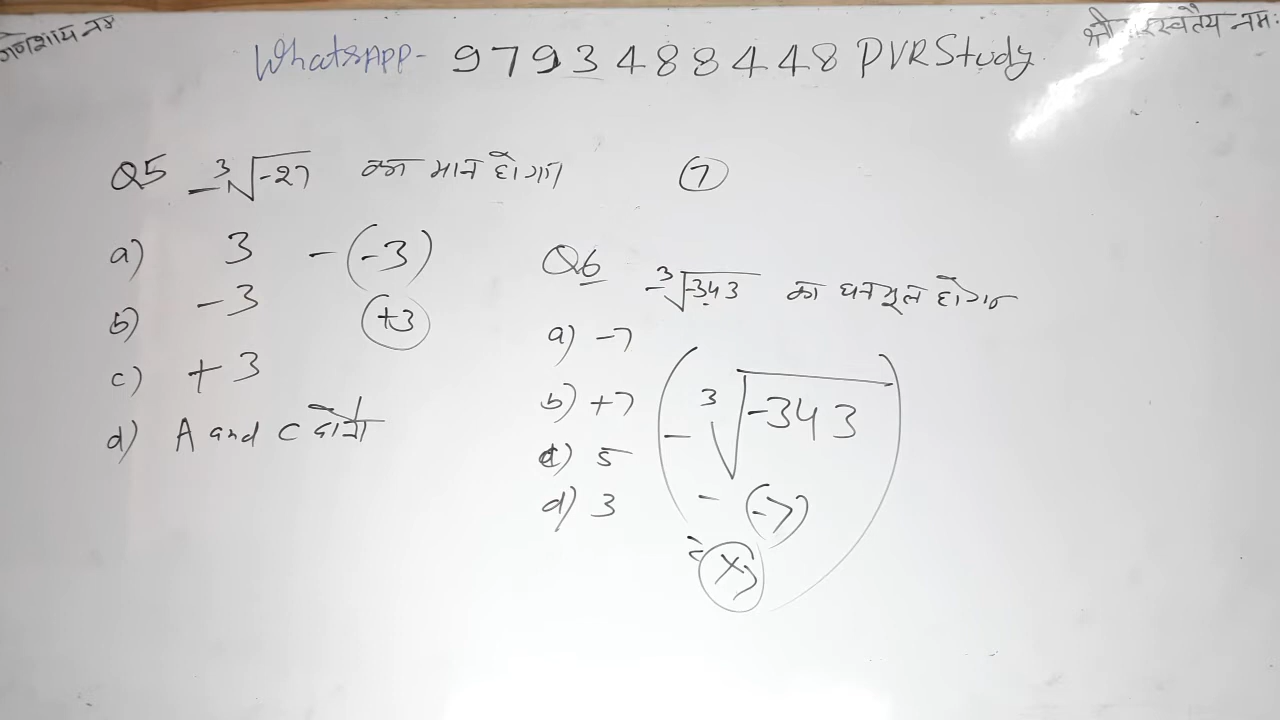 गणेशाय नमः
श्री सरस्वतैय नमः
WhatsAPP- 9793488448 PVRStudy
Q5 -∛-27 का मान होगा
a) 3
b) -3
c) +3
d) A and C दोनो
-(-3)
+3
7
Q6 -∛-343 का घनमूल होगा
a) -7
b) +7
c) 5
d) 3
-∛-343
-(-7)